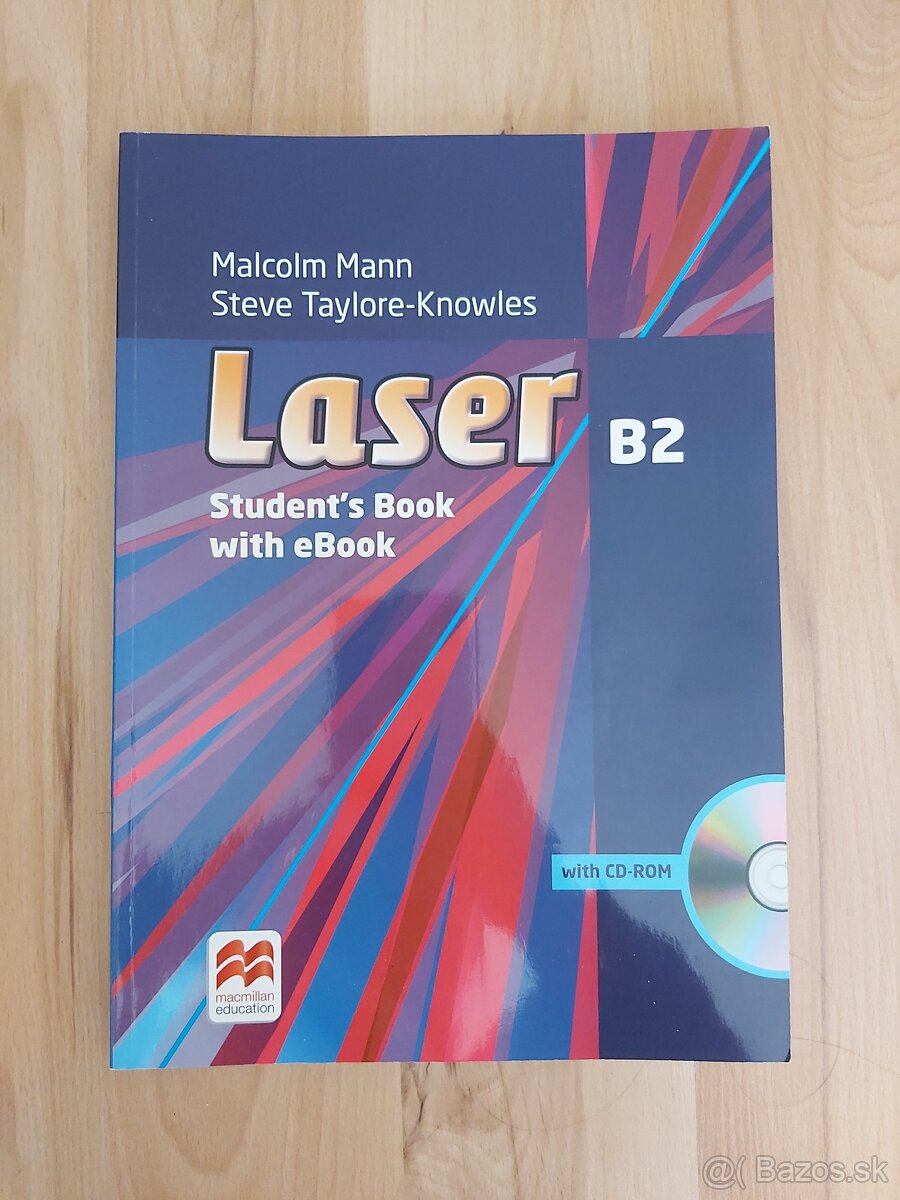 Malcolm Mann
Steve Taylore-Knowles
Laser
B2
Student's Book
with eBook
with CD-ROM
macmillan
education
@( Bazos.sk